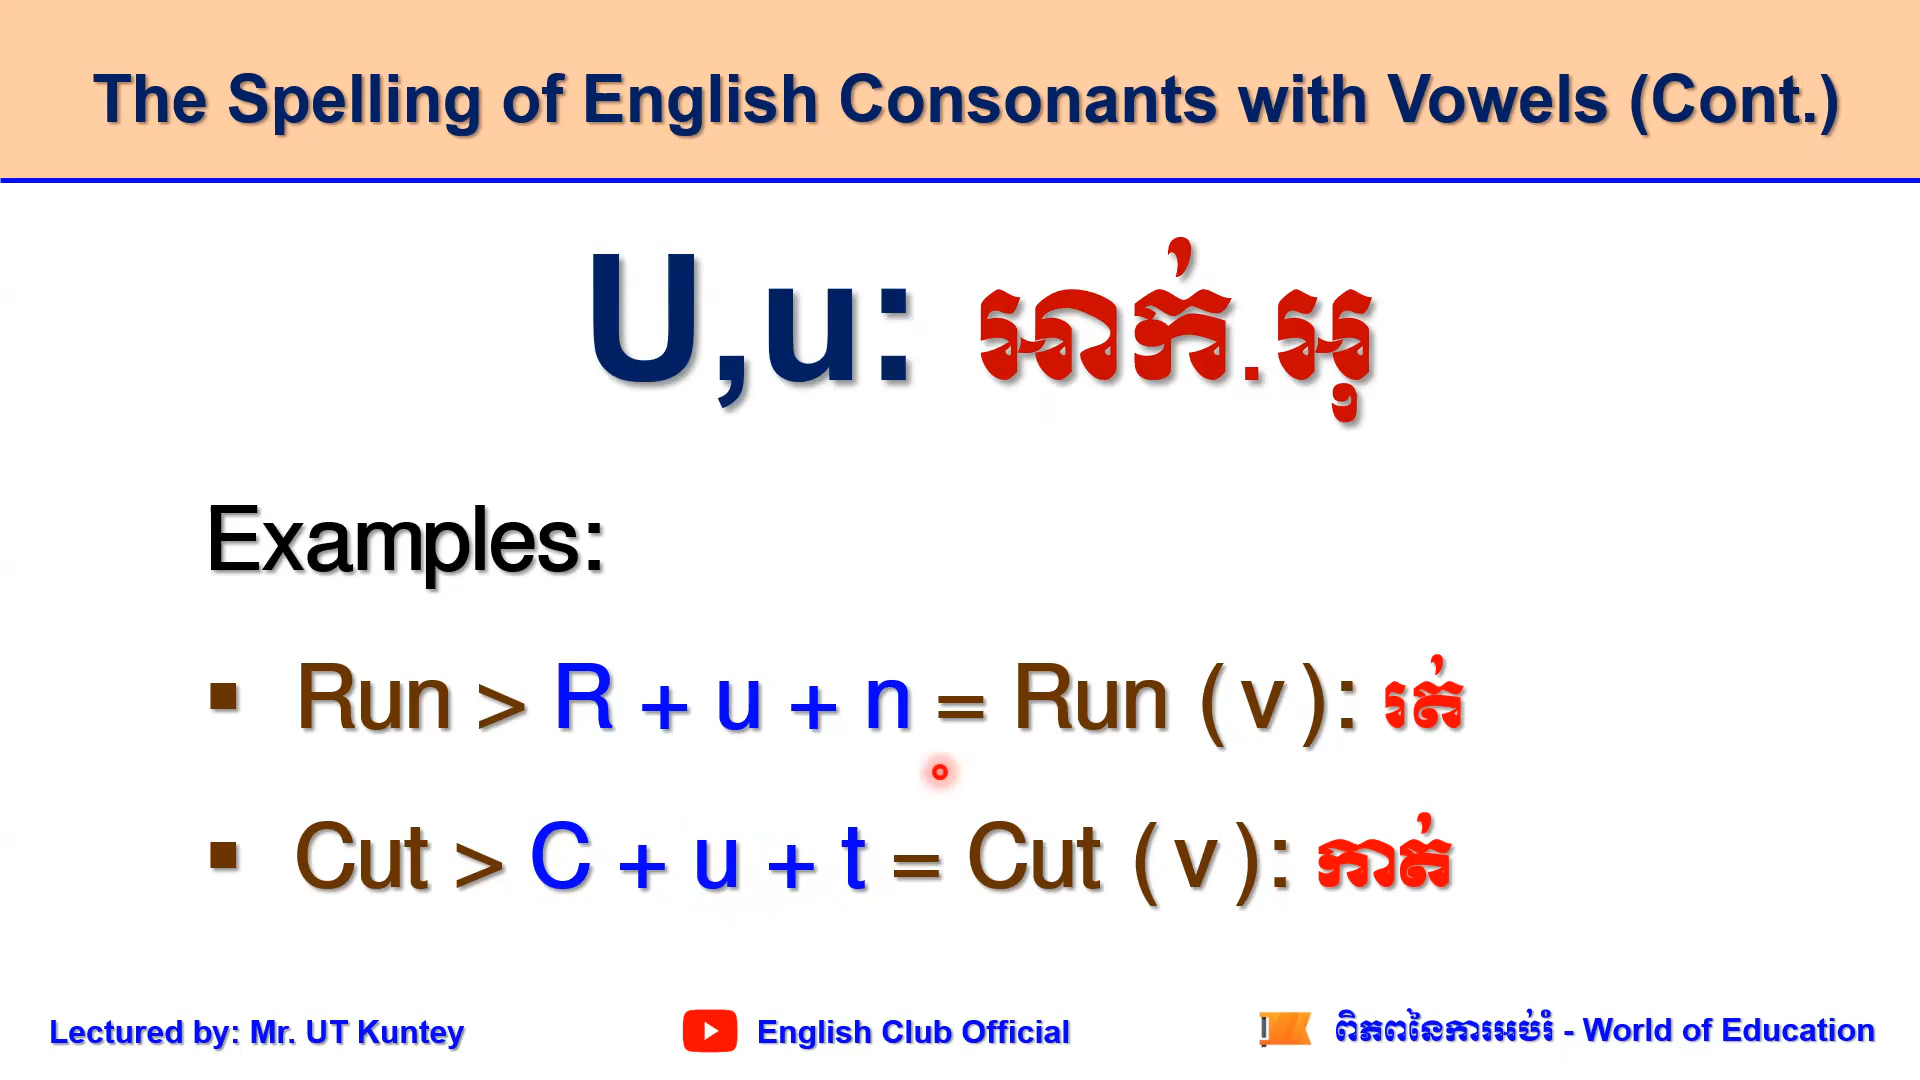 The Spelling of English Consonants with Vowels (Cont.)
U,u: អាក់.អុ
Examples:
▪ Run > R + u + n = Run (v): រត់
▪ Cut > C + u + t = Cut (v): កាត់
Lectured by: Mr. UT Kuntey
English Club Official
ពិភពនៃការអប់រំ - World of Education